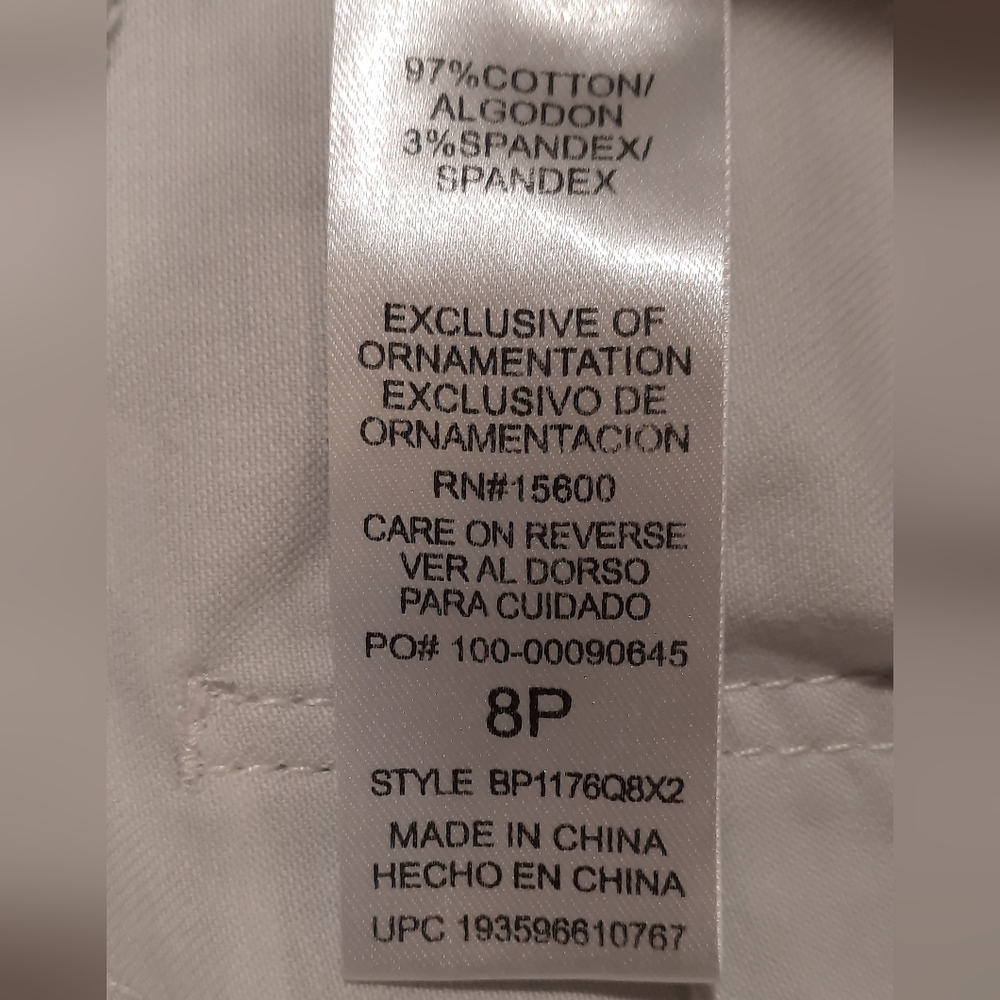 97%COTTON/
ALGODON
3%SPANDEX/
SPANDEX
EXCLUSIVE OF
ORNAMENTATION
EXCLUSIVO DE
ORNAMENTACION
RN#15600
CARE ON REVERSE
VER AL DORSO
PARA CUIDADO
PO# 100-00090645
8P
STYLE BP1176Q8X2
MADE IN CHINA
HECHO EN CHINA
UPC 193596610767